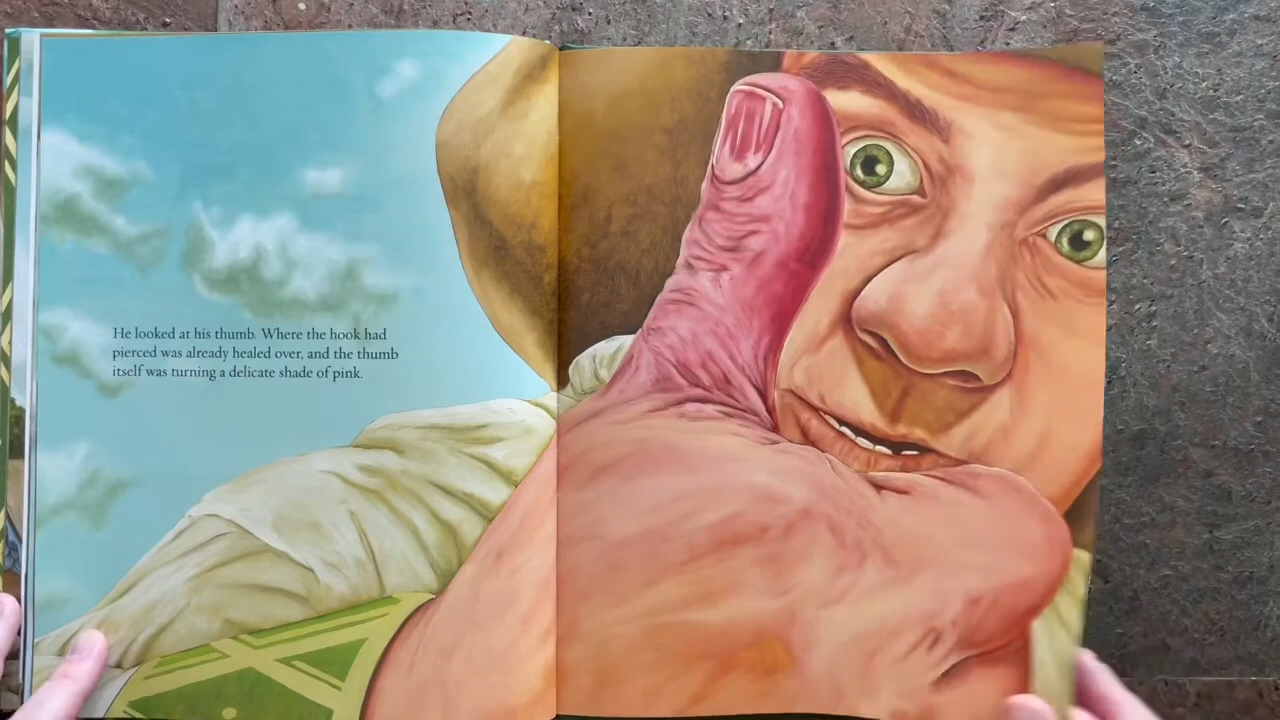 He looked at his thumb. Where the hook had
pierced was already healed over, and the thumb
itself was turning a delicate shade of pink.